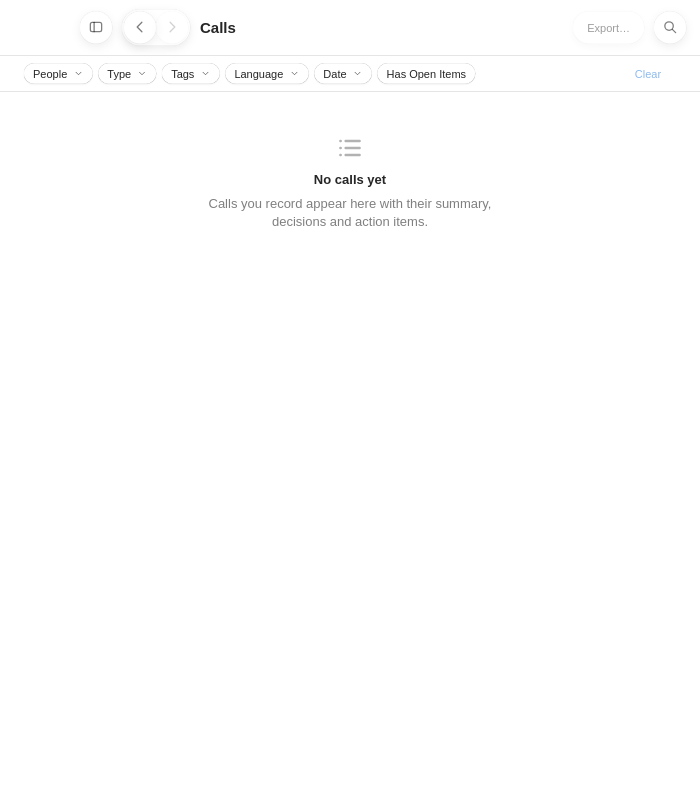 Calls
Export...
People
Type
Tags
Language
Date
Has Open Items
Clear
No calls yet
Calls you record appear here with their summary,
decisions and action items.